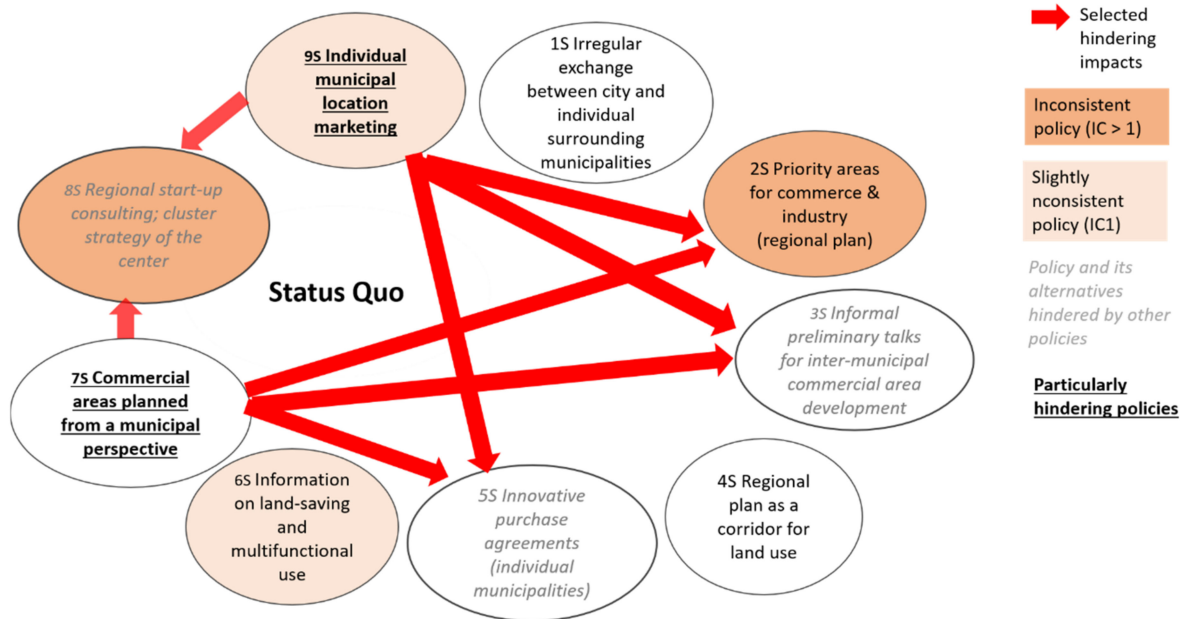 9S Individual
municipal
location
marketing
1S Irregular
exchange
between city and
individual
surrounding
municipalities
2S Priority areas
for commerce &
industry
(regional plan)
3S Informal
preliminary talks
for inter-municipal
commercial area
development
4S Regional
plan as a
corridor for
land use
5S Innovative
purchase
agreements
(individual
municipalities)
6S Information
on land-saving
and
multifunctional
use
7S Commercial
areas planned
from a municipal
perspective
8S Regional start-up
consulting; cluster
strategy of the
center
Status Quo
Selected
hindering
impacts
Inconsistent
policy (IC > 1)
Slightly
nconsistent
policy (IC1)
Policy and its
alternatives
hindered by other
policies
Particularly
hindering policies